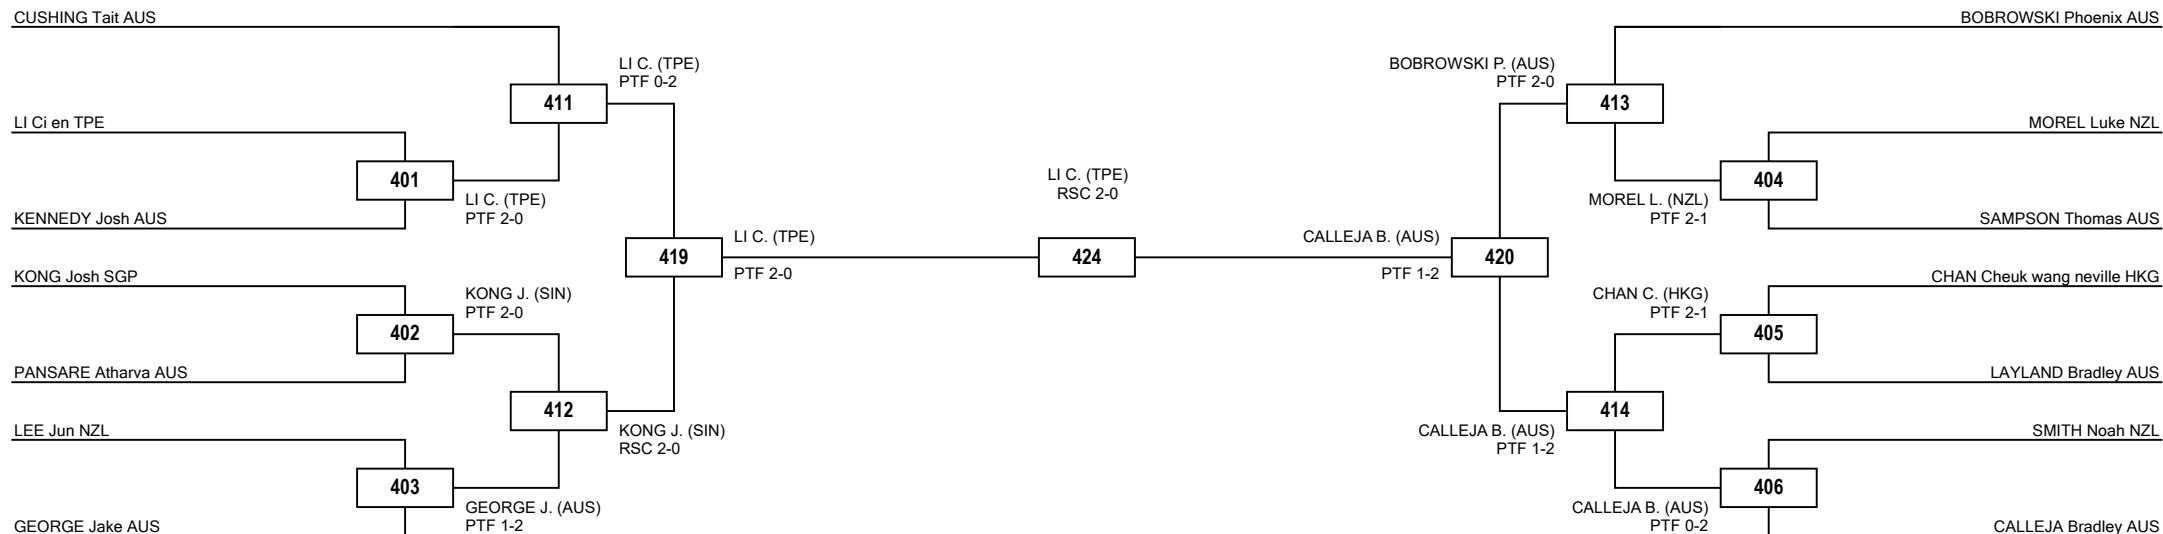 CUSHING Tait AUS
LI C. (TPE)
PTF 0-2
411
LI Ci en TPE
401
LI C. (TPE)
PTF 2-0
KENNEDY Josh AUS
419
LI C. (TPE)
PTF 2-0
KONG Josh SGP
KONG J. (SIN)
PTF 2-0
402
PANSARE Atharva AUS
412
KONG J. (SIN)
RSC 2-0
LEE Jun NZL
403
GEORGE J. (AUS)
PTF 1-2
GEORGE Jake AUS
LI C. (TPE)
RSC 2-0
424
BOBROWSKI Phoenix AUS
BOBROWSKI P. (AUS)
PTF 2-0
413
MOREL Luke NZL
404
MOREL L. (NZL)
PTF 2-1
SAMPSON Thomas AUS
CALLEJA B. (AUS)
PTF 1-2
420
CHAN Cheuk wang neville HKG
CHAN C. (HKG)
PTF 2-1
405
LAYLAND Bradley AUS
414
CALLEJA B. (AUS)
PTF 1-2
SMITH Noah NZL
406
CALLEJA B. (AUS)
PTF 0-2
CALLEJA Bradley AUS